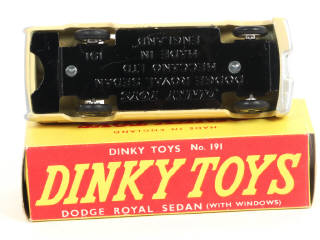 DINKY TOYS
DODGE ROYAL SEDAN
MECCANO LTD
MADE IN
ENGLAND
191
MADE IN ENGLAND
DINKY TOYS No. 191
DINKY TOYS
DODGE ROYAL SEDAN (WITH WINDOWS)